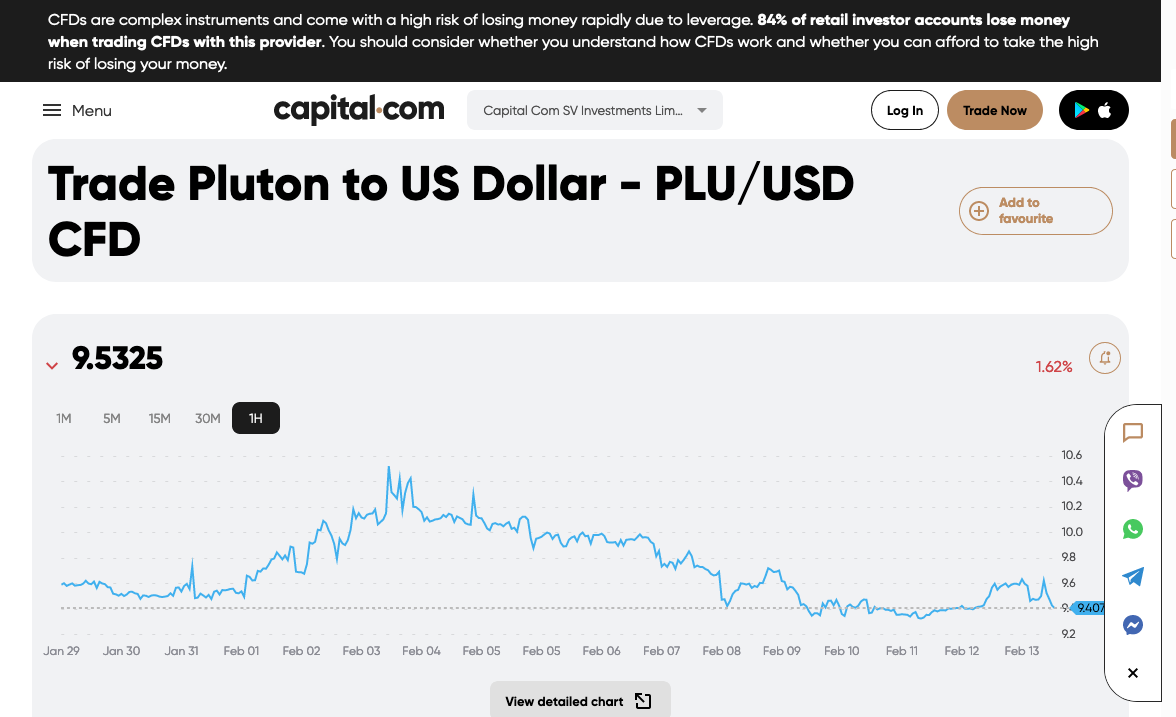 CFDs are complex instruments and come with a high risk of losing money rapidly due to leverage. 84% of retail investor accounts lose money
when trading CFDs with this provider. You should consider whether you understand how CFDs work and whether you can afford to take the high
risk of losing your money.
Menu
capital.com
Capital Com SV Investments Lim...
Log In
Trade Now
Trade Pluton to US Dollar - PLU/USD
CFD
Add to
favourite
9.5325
1.62%
1M 5M 15M 30M 1H
10.6
10.4
10.2
10.0
9.8
9.6
9.4
9.407
9.2
Jan 29 Jan 30 Jan 31 Feb 01 Feb 02 Feb 03 Feb 04 Feb 05 Feb 05 Feb 06 Feb 07 Feb 08 Feb 09 Feb 10 Feb 11 Feb 12 Feb 13
View detailed chart